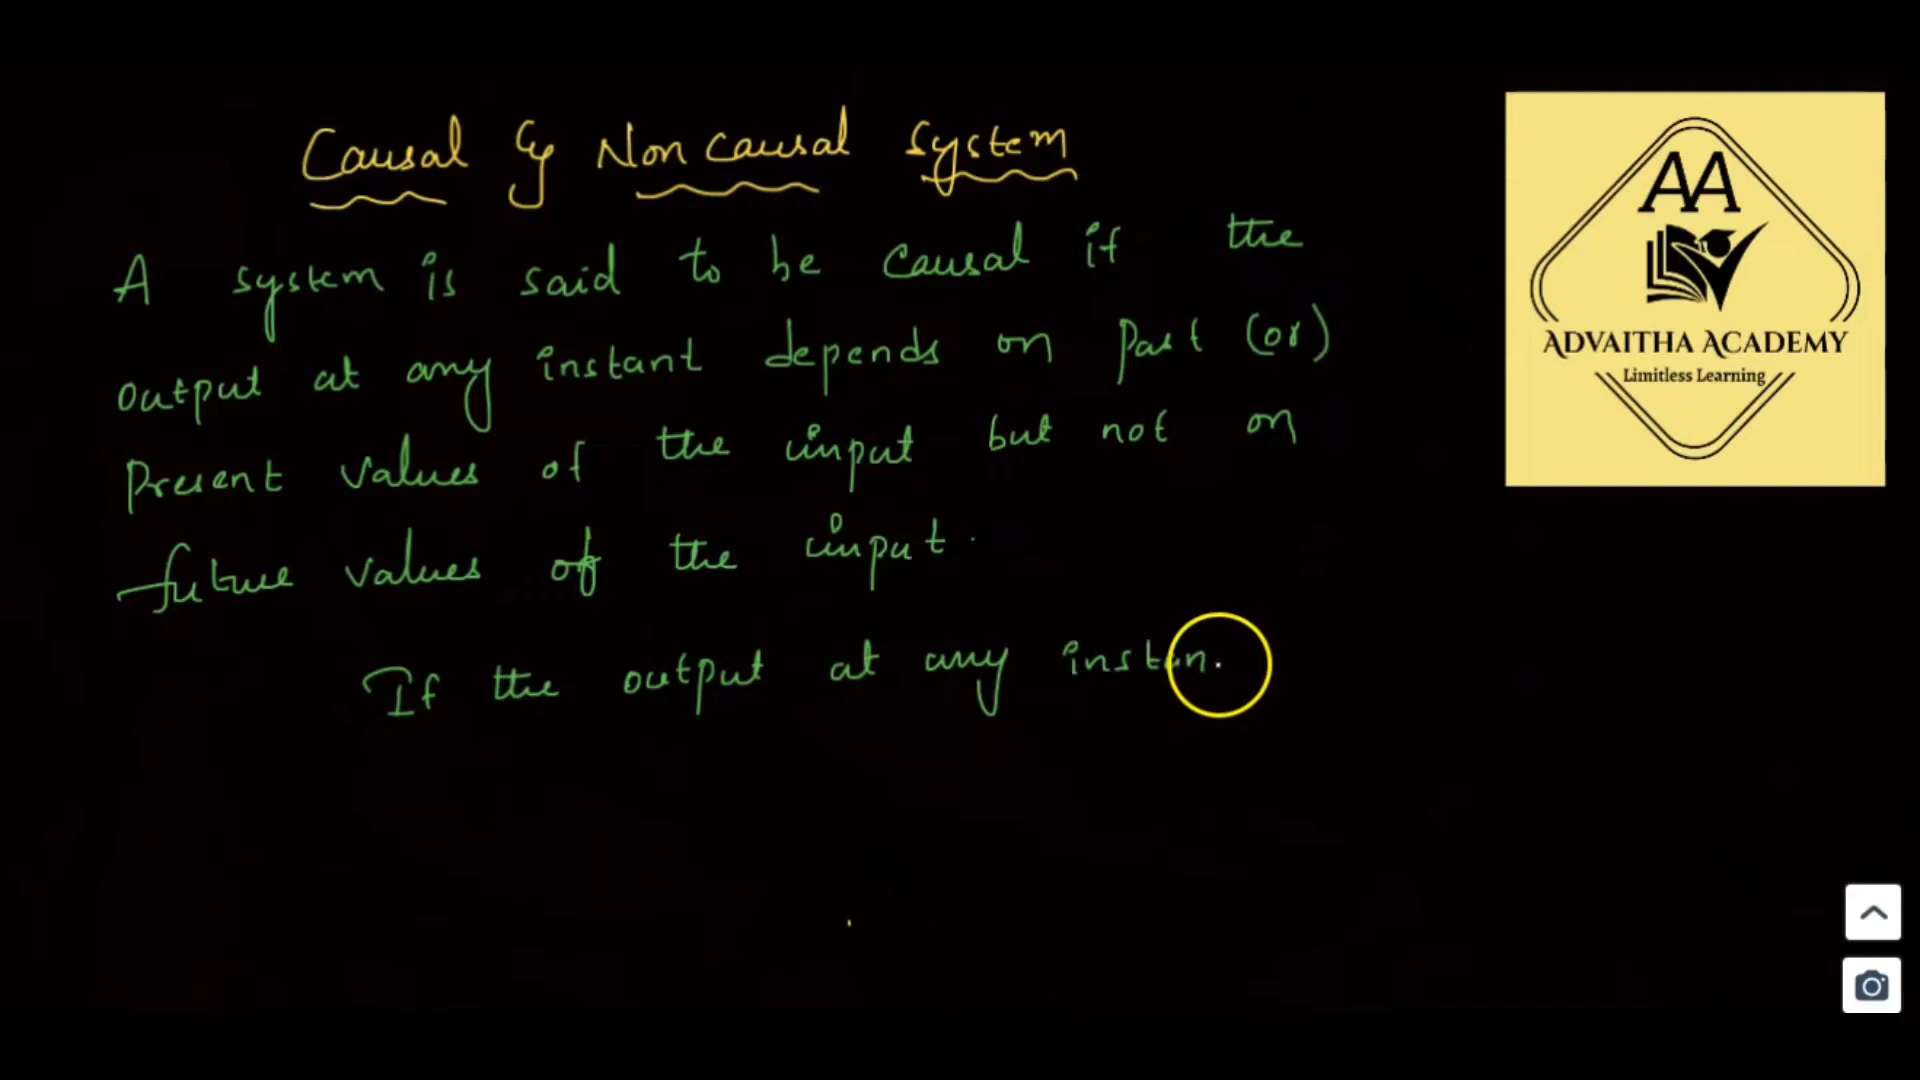 Causal & Non causal System
A system is said to be causal if the
output at any instant depends on past (or)
present values of the input but not on
future values of the input.
If the output at any instan
AA
ADVAITHA ACADEMY
Limitless Learning